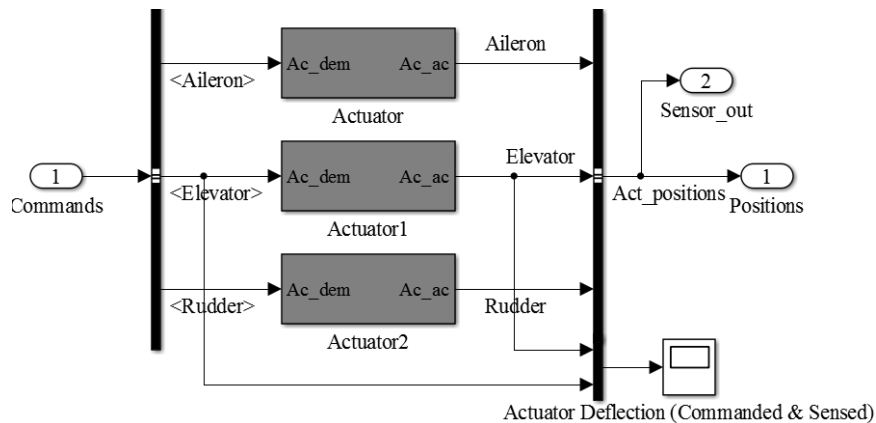 Aileron
Ac_dem Ac_ac
<Aileron>
Actuator
2
Sensor_out
Elevator
1
Ac_dem Ac_ac
1
Commands
<Elevator>
Act_positions
Positions
Actuator1
Ac_dem Ac_ac
<Rudder>
Rudder
Actuator2
Actuator Deflection (Commanded & Sensed)